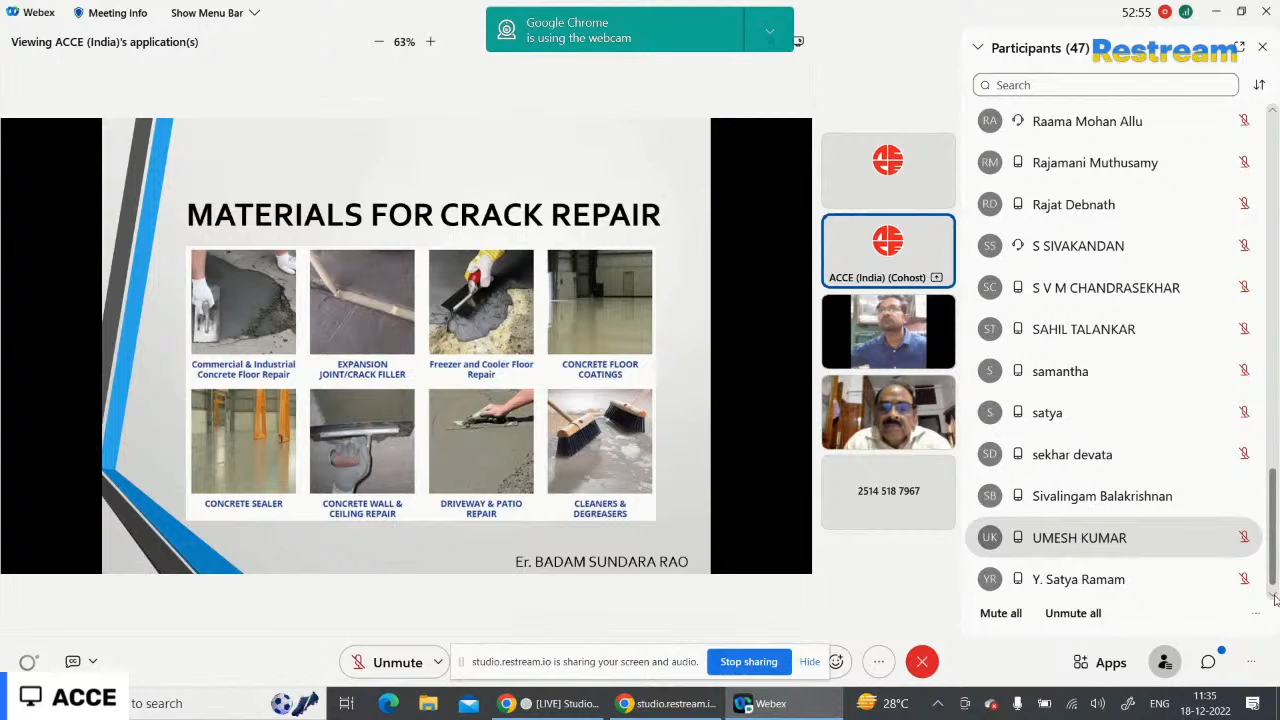 Webex
Meeting Info
Show Menu Bar
Google Chrome
is using the webcam
52:55
Viewing ACCE (India)'s application(s)
63%
Participants (47)
Restream
Search
MATERIALS FOR CRACK REPAIR
Commercial & Industrial
Concrete Floor Repair
EXPANSION
JOINT/CRACK FILLER
Freezer and Cooler Floor
Repair
CONCRETE FLOOR
COATINGS
CONCRETE SEALER
CONCRETE WALL &
CEILING REPAIR
DRIVEWAY & PATIO
REPAIR
CLEANERS &
DEGREASERS
Er. BADAM SUNDARA RAO
ACCE (India) (Cohost)
2514 518 7967
RA Raama Mohan Allu
RM Rajamani Muthusamy
RD Rajat Debnath
SS S SIVAKANDAN
SC S V M CHANDRASEKHAR
ST SAHIL TALANKAR
S samantha
S satya
SD sekhar devata
SB Sivalingam Balakrishnan
UK UMESH KUMAR
YR Y. Satya Ramam
Mute all
Unmute all
Unmute
studio.restream.io is sharing your screen and audio.
Stop sharing
Hide
Apps
ACCE
to search
[LIVE] Studio...
studio.restream.i...
Webex
28°C
ENG
11:35
18-12-2022